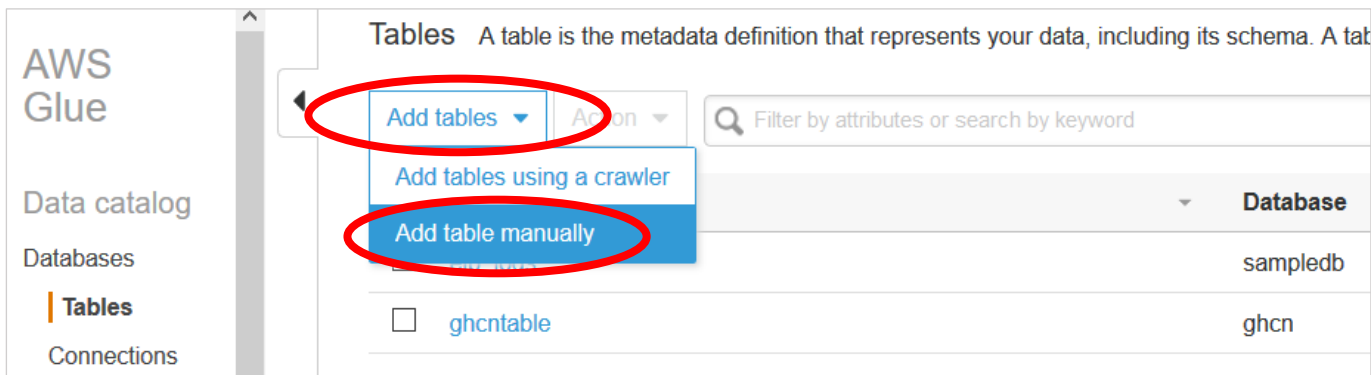 AWS
Glue
Data catalog
Databases
Tables
Connections
Tables A table is the metadata definition that represents your data, including its schema. A
Add tables Action
Filter by attributes or search by keyword
Add tables using a crawler
Add table manually
Database
sampledb
ghcntable ghcn